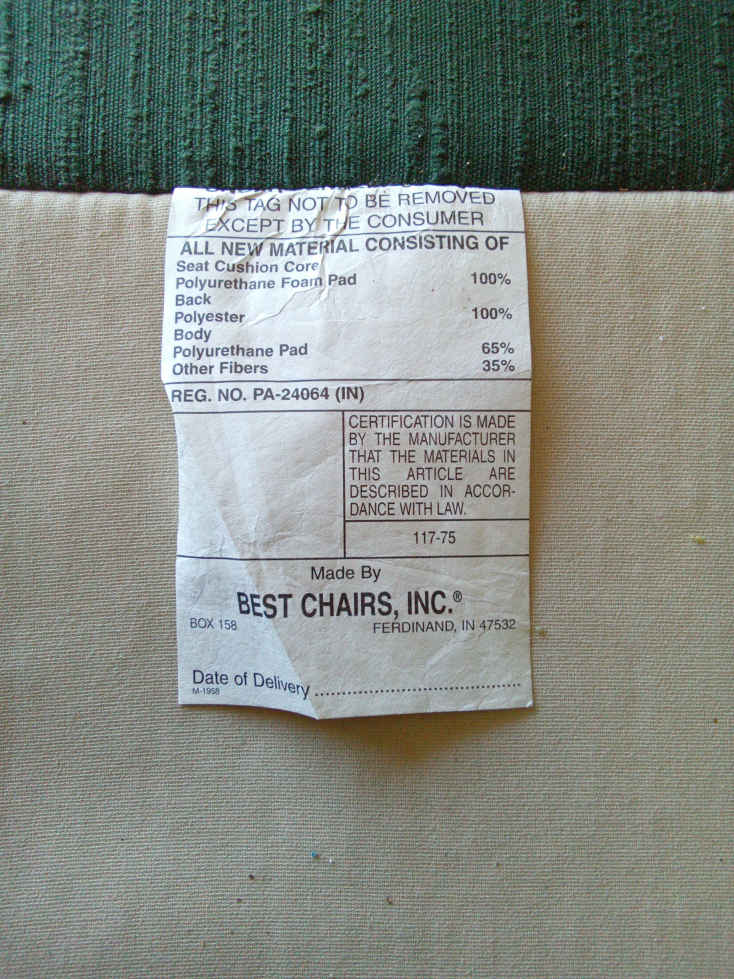 THIS TAG NOT TO BE REMOVED
EXCEPT BY THE CONSUMER
ALL NEW MATERIAL CONSISTING OF
Seat Cushion Core
Polyurethane Foam Pad 100%
Back
Polyester 100%
Body
Polyurethane Pad 65%
Other Fibers 35%
REG. NO. PA-24064 (IN)
CERTIFICATION IS MADE
BY THE MANUFACTURER
THAT THE MATERIALS IN
THIS ARTICLE ARE
DESCRIBED IN ACCOR-
DANCE WITH LAW.
117-75
Made By
BEST CHAIRS, INC.®
BOX 158 FERDINAND, IN 47532
Date of Delivery
M-1958